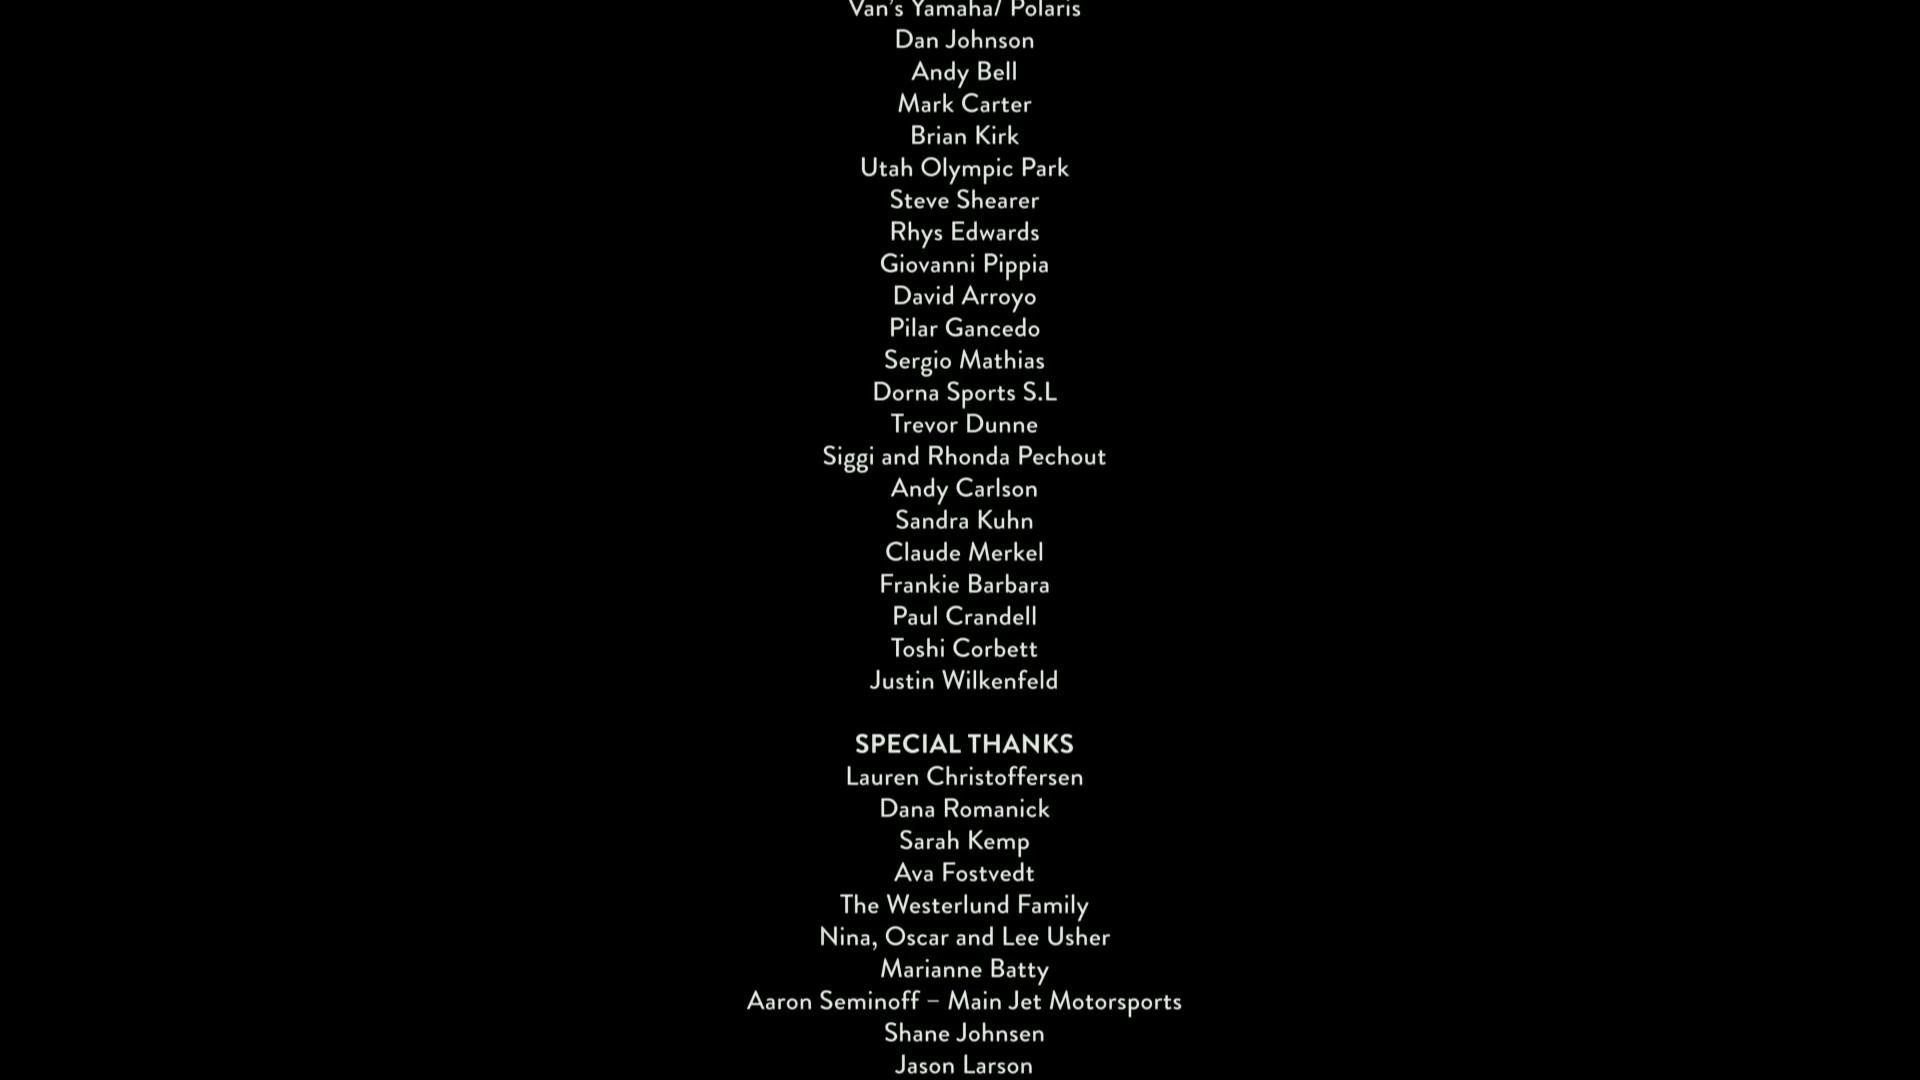 Van's Yamaha/ Polaris
Dan Johnson
Andy Bell
Mark Carter
Brian Kirk
Utah Olympic Park
Steve Shearer
Rhys Edwards
Giovanni Pippia
David Arroyo
Pilar Gancedo
Sergio Mathias
Dorna Sports S.L
Trevor Dunne
Siggi and Rhonda Pechout
Andy Carlson
Sandra Kuhn
Claude Merkel
Frankie Barbara
Paul Crandell
Toshi Corbett
Justin Wilkenfeld
SPECIAL THANKS
Lauren Christoffersen
Dana Romanick
Sarah Kemp
Ava Fostvedt
The Westerlund Family
Nina, Oscar and Lee Usher
Marianne Batty
Aaron Seminoff – Main Jet Motorsports
Shane Johnsen
Jason Larson